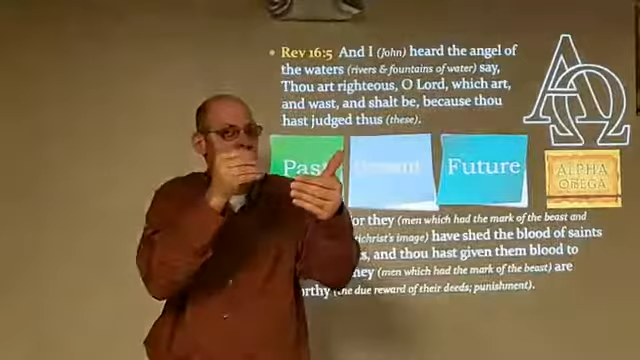 Rev 16:5 And I (John) heard the angel of
the waters (rivers & fountains of water) say,
Thou art righteous, O Lord, which art,
and wast, and shalt be, because thou
hast judged thus (these).
ΑΩ
Past Present Future
ALPHA
OMEGA
for they (men which had the mark of the beast and
image) have shed the blood of saints
and thou hast given them blood to
(men which had the mark of the beast) are
(the due reward of their deeds; punishment).